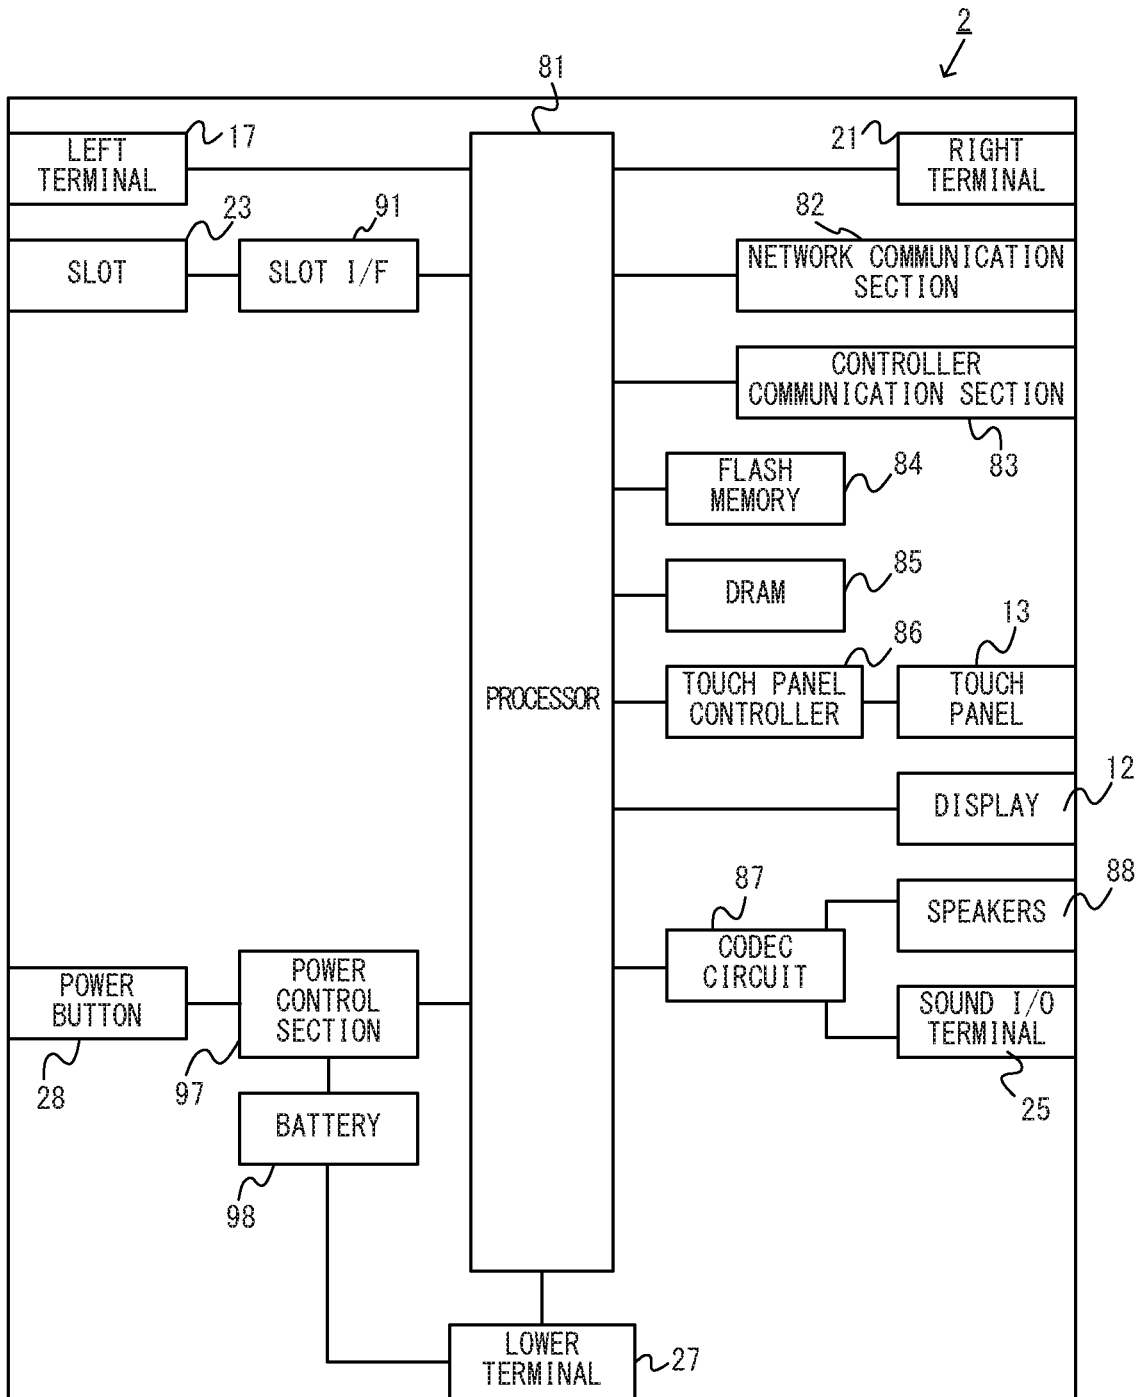 2
81
LEFT
TERMINAL
17
21
RIGHT
TERMINAL
23
91
82
SLOT
SLOT I/F
NETWORK COMMUNICATION
SECTION
CONTROLLER
COMMUNICATION SECTION
83
FLASH
MEMORY
84
DRAM
85
86
13
PROCESSOR
TOUCH PANEL
CONTROLLER
TOUCH
PANEL
DISPLAY
12
87
88
SPEAKERS
CODEC
CIRCUIT
POWER
BUTTON
28
POWER
CONTROL
SECTION
97
SOUND I/O
TERMINAL
25
BATTERY
98
LOWER
TERMINAL
27